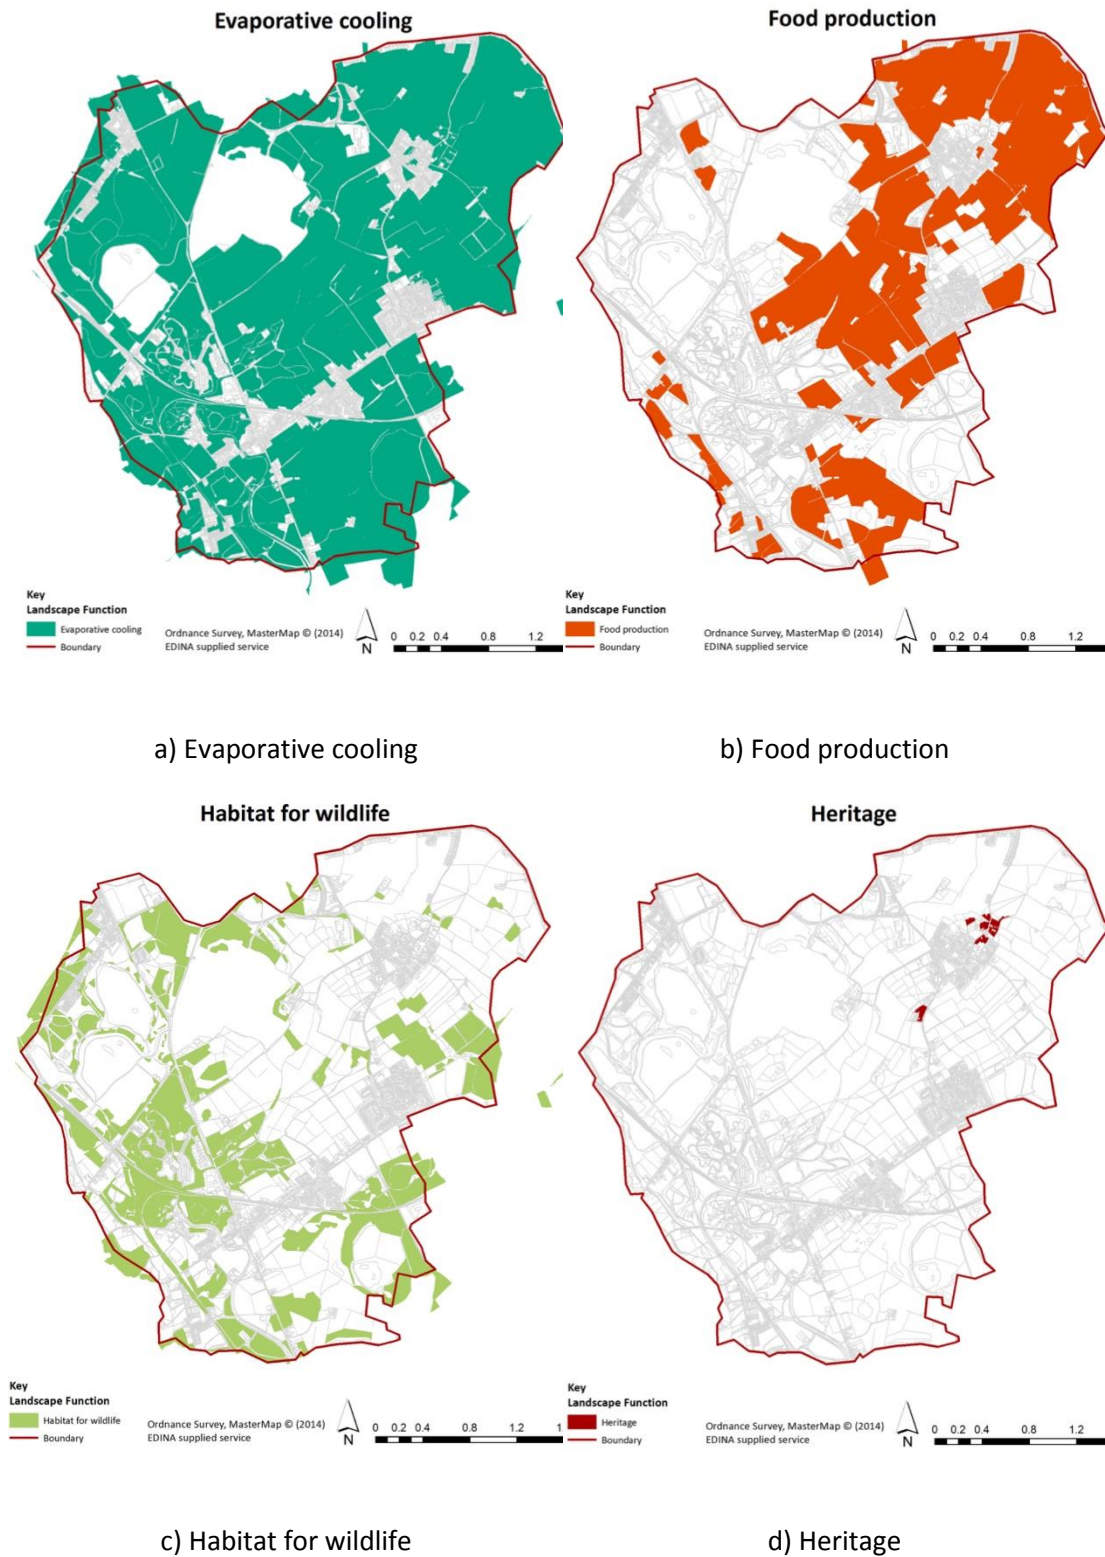 Evaporative cooling
Food production
Key
Landscape Function
Evaporative cooling
Boundary
Ordnance Survey, MasterMap © (2014)
EDINA supplied service
N
0 0.2 0.4 0.8 1.2
Key
Landscape Function
Food production
Boundary
Ordnance Survey, MasterMap © (2014)
EDINA supplied service
N
0 0.2 0.4 0.8 1.2
a) Evaporative cooling
b) Food production
Habitat for wildlife
Heritage
Key
Landscape Function
Habitat for wildlife
Boundary
Ordnance Survey, MasterMap © (2014)
EDINA supplied service
N
0 0.2 0.4 0.8 1.2
Key
Landscape Function
Heritage
Boundary
Ordnance Survey, MasterMap © (2014)
EDINA supplied service
N
0 0.2 0.4 0.8 1.2
c) Habitat for wildlife
d) Heritage